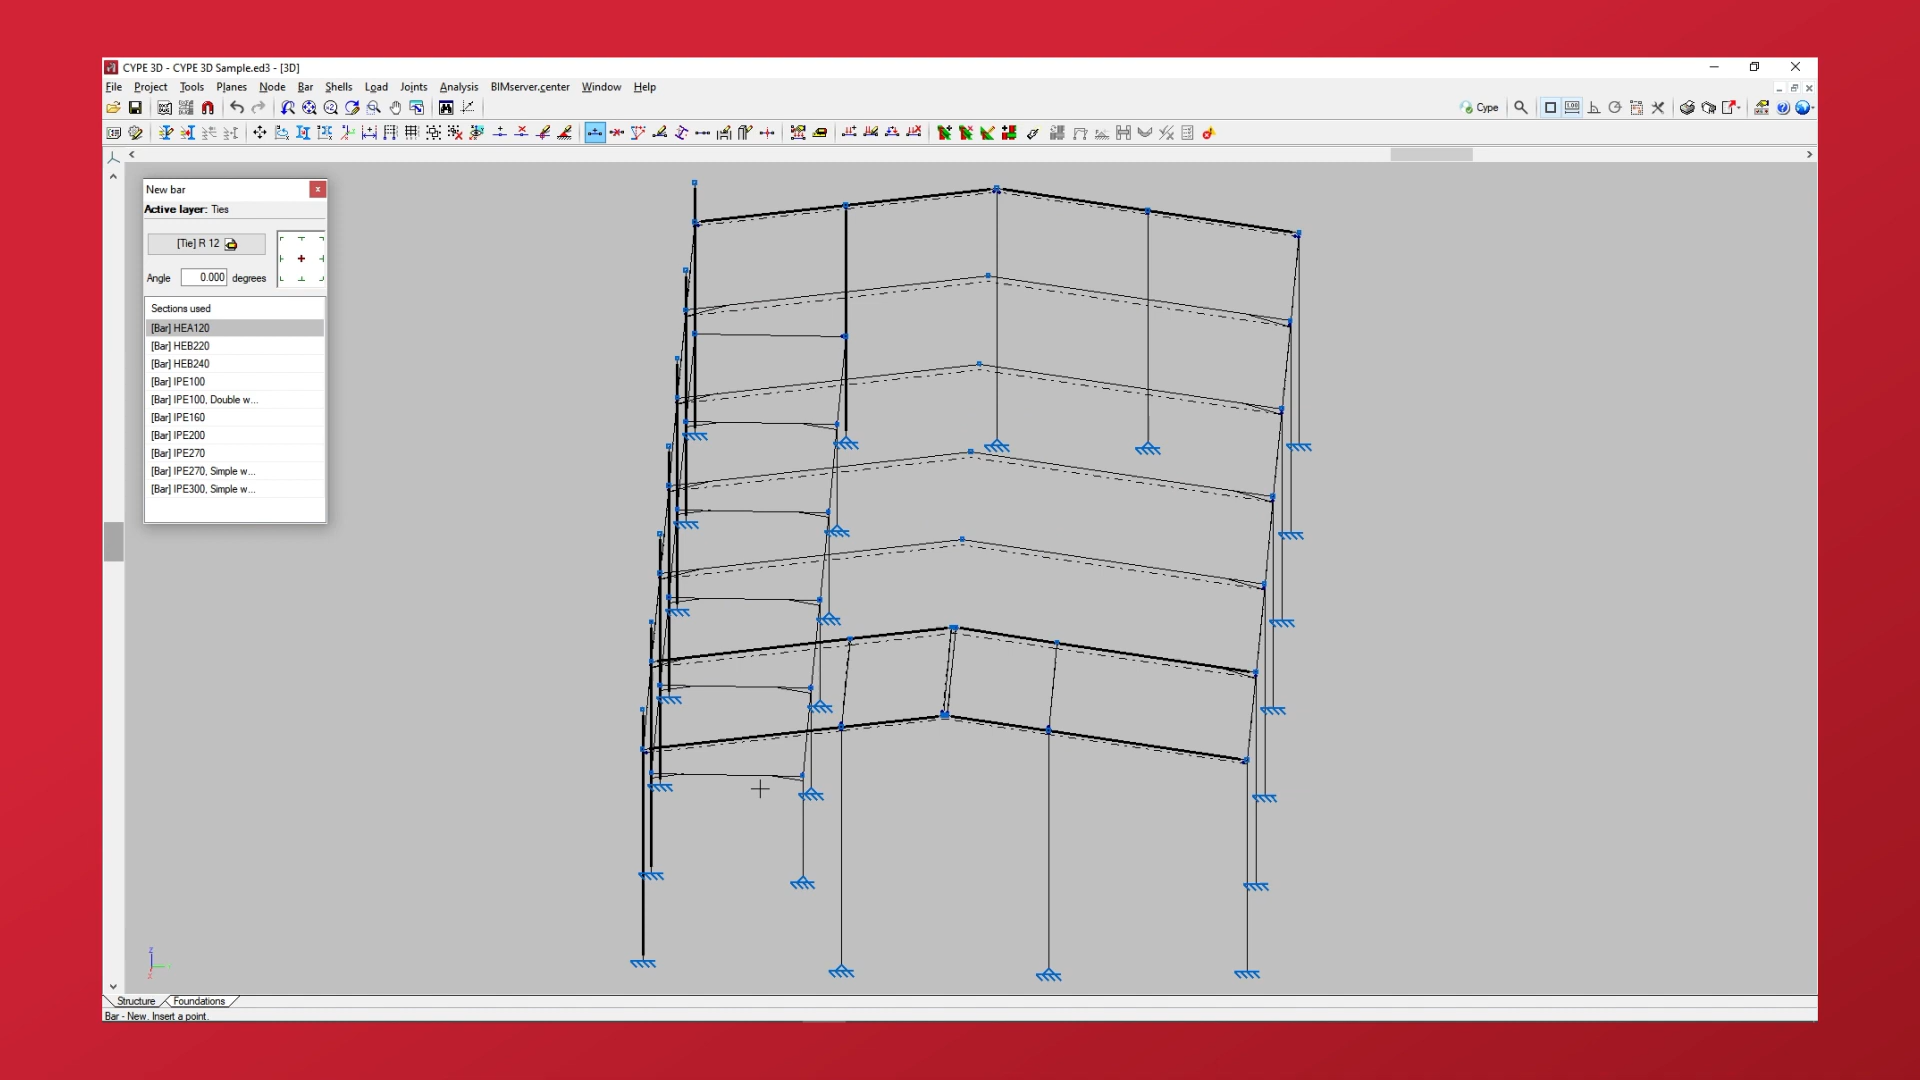 CYPE 3D - CYPE 3D Sample.ed3 - [3D]
File Project Tools Planes Node Bar Shells Load Joints Analysis BIMserver.center Window Help
Cype
New bar
Active layer: Ties
[Tie] R 12
Angle 0.000 degrees
Sections used
[Bar] HEA120
[Bar] HEB220
[Bar] HEB240
[Bar] IPE100
[Bar] IPE100, Double w...
[Bar] IPE160
[Bar] IPE200
[Bar] IPE270
[Bar] IPE270, Simple w...
[Bar] IPE300, Simple w...
Z
X
Structure Foundations
Bar - New. Insert a point.